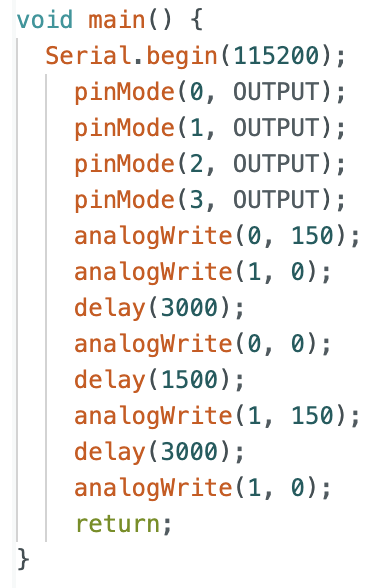 void main() {
  Serial.begin(115200);
    pinMode(0, OUTPUT);
    pinMode(1, OUTPUT);
    pinMode(2, OUTPUT);
    pinMode(3, OUTPUT);
    analogWrite(0, 150);
    analogWrite(1, 0);
    delay(3000);
    analogWrite(0, 0);
    delay(1500);
    analogWrite(1, 150);
    delay(3000);
    analogWrite(1, 0);
    return;
}